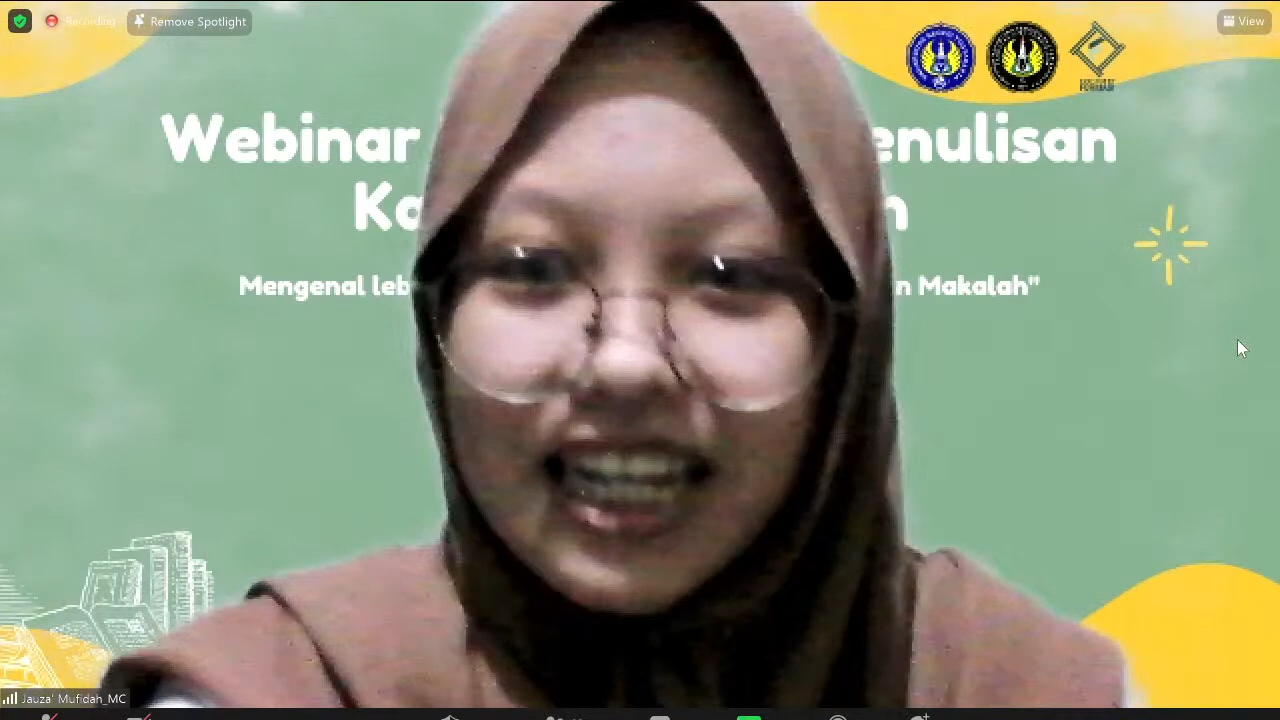 Recording
Remove Spotlight
View
Webinar enulisan
Ka n
Mengenal leb n Makalah"
Jauza' Mufidah_MC